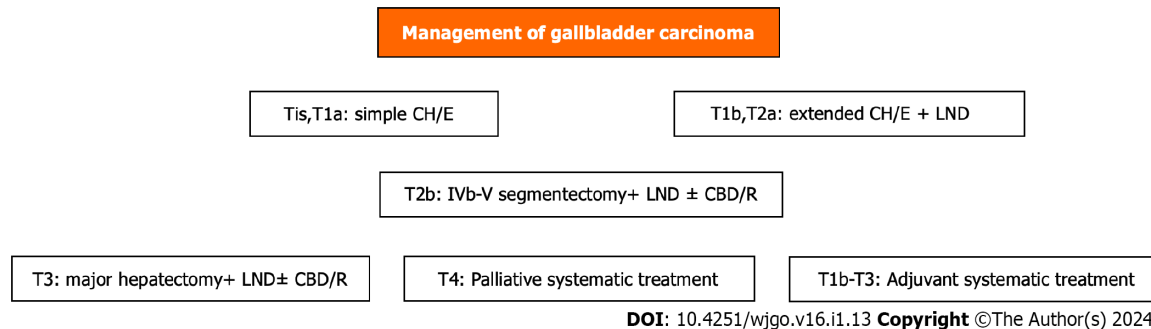 Management of gallbladder carcinoma
Tis,T1a: simple CH/E
T1b,T2a: extended CH/E + LND
T2b: IVb-V segmentectomy+ LND ± CBD/R
T3: major hepatectomy+ LND± CBD/R
T4: Palliative systematic treatment
T1b-T3: Adjuvant systematic treatment
DOI: 10.4251/wjgo.v16.i1.13 Copyright ©The Author(s) 2024